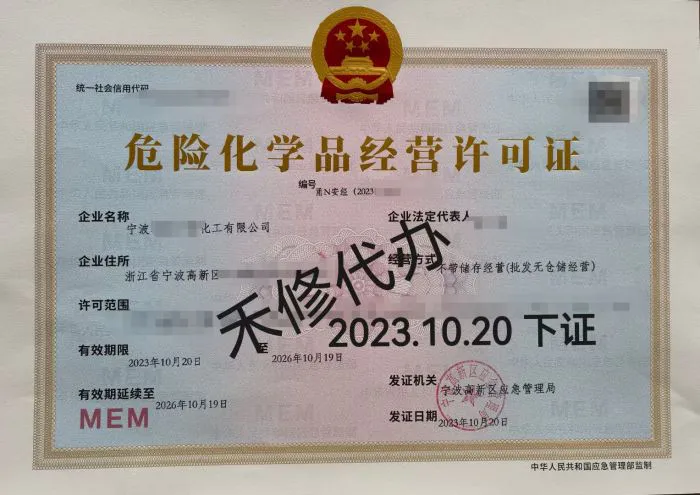 统一社会信用代码
危险化学品经营许可证
编号 甬N安经（2023
企业名称 宁波 化工有限公司
企业法定代表人
企业住所 浙江省宁波高新区
经营方式 不带储存经营(批发无仓储经营)
许可范围
禾修代办
2023.10.20 下证
有效期限 2023年10月20日 至 2026年10月19日
发证机关 宁波高新区应急管理局
有效期延续至 2026年10月19日
发证日期 2023年10月20日
MEM
中华人民共和国应急管理部监制